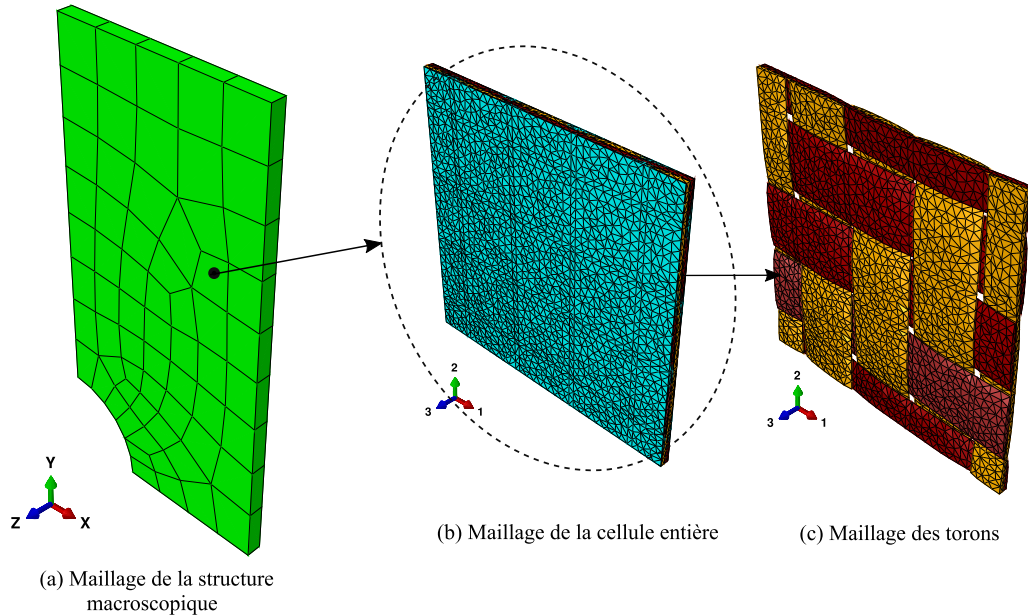 Y
Z
X
2
3
1
2
3
1
(a) Maillage de la structure
macroscopique
(b) Maillage de la cellule entière
(c) Maillage des torons